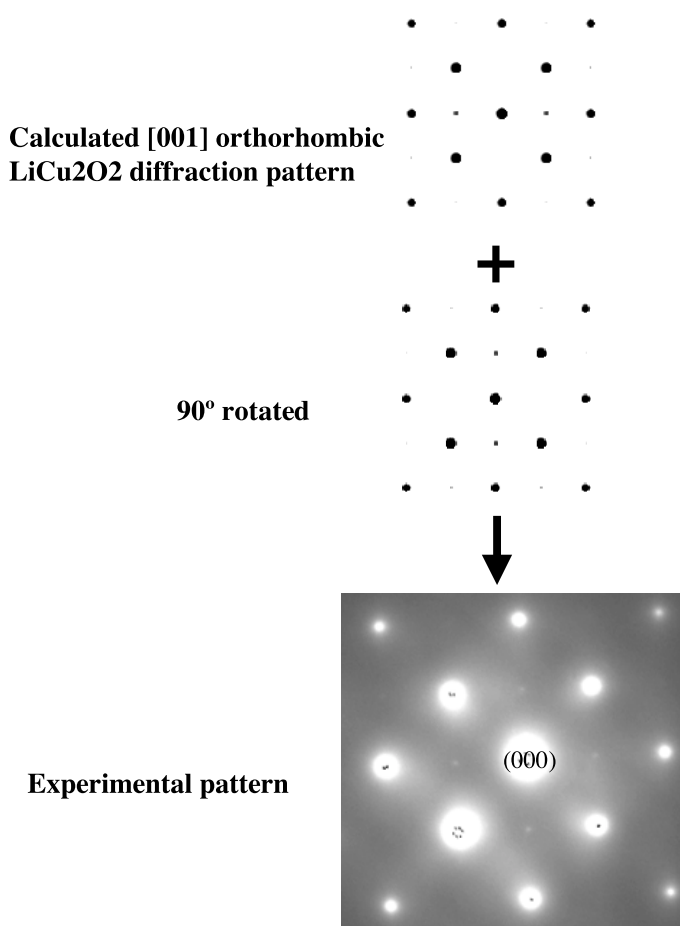 Calculated [001] orthorhombic
LiCu2O2 diffraction pattern
+
90º rotated
(000)
Experimental pattern